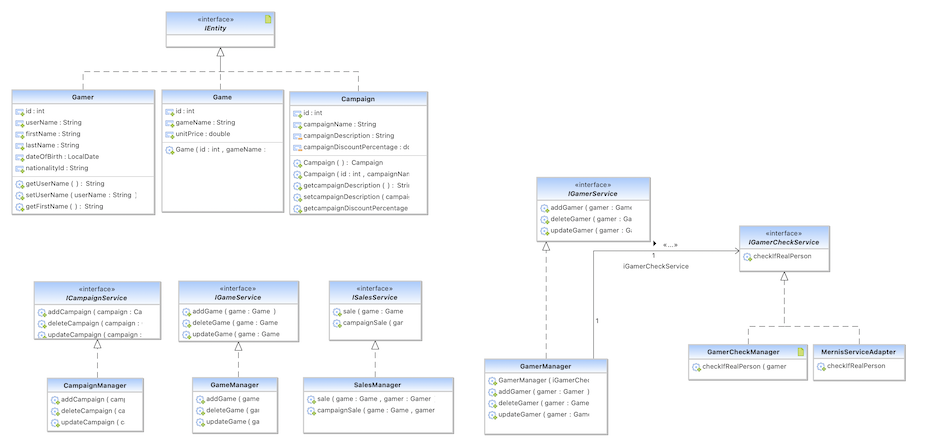 «interface»
IEntity
Gamer
id : int
userName : String
firstName : String
lastName : String
dateOfBirth : LocalDate
nationalityId : String
getUserName ( ) : String
setUserName ( userName : String )
getFirstName ( ) : String
Game
id : int
gameName : String
unitPrice : double
Game ( id : int , gameName :
Campaign
id : int
campaignName : String
campaignDescription : String
campaignDiscountPercentage : do
Campaign ( ) : Campaign
Campaign ( id : int , campaignNam
getcampaignDescription ( ) : Strin
setcampaignDescription ( campai
getcampaignDiscountPercentage
«interface»
IGamerService
addGamer ( gamer : Game
deleteGamer ( gamer : Ga
updateGamer ( gamer : Ga
«...»
1
iGamerCheckService
1
«interface»
IGamerCheckService
checkIfRealPerson
«interface»
ICampaignService
addCampaign ( campaign : Ca
deleteCampaign ( campaign :
updateCampaign ( campaign :
«interface»
IGameService
addGame ( game : Game )
deleteGame ( game : Game
updateGame ( game : Game
«interface»
ISalesService
sale ( game : Game ,
campaignSale ( gar
CampaignManager
addCampaign ( camp
deleteCampaign ( ca
updateCampaign ( c
GameManager
addGame ( game
deleteGame ( ga
updateGame ( ga
SalesManager
sale ( game : Game , gamer : Gamer
campaignSale ( game : Game , gamer
GamerManager
GamerManager ( iGamerChec
addGamer ( gamer : Gamer )
deleteGamer ( gamer : Game
updateGamer ( gamer : Gam
GamerCheckManager
checkIfRealPerson ( gamer
MernisServiceAdapter
checkIfRealPerson